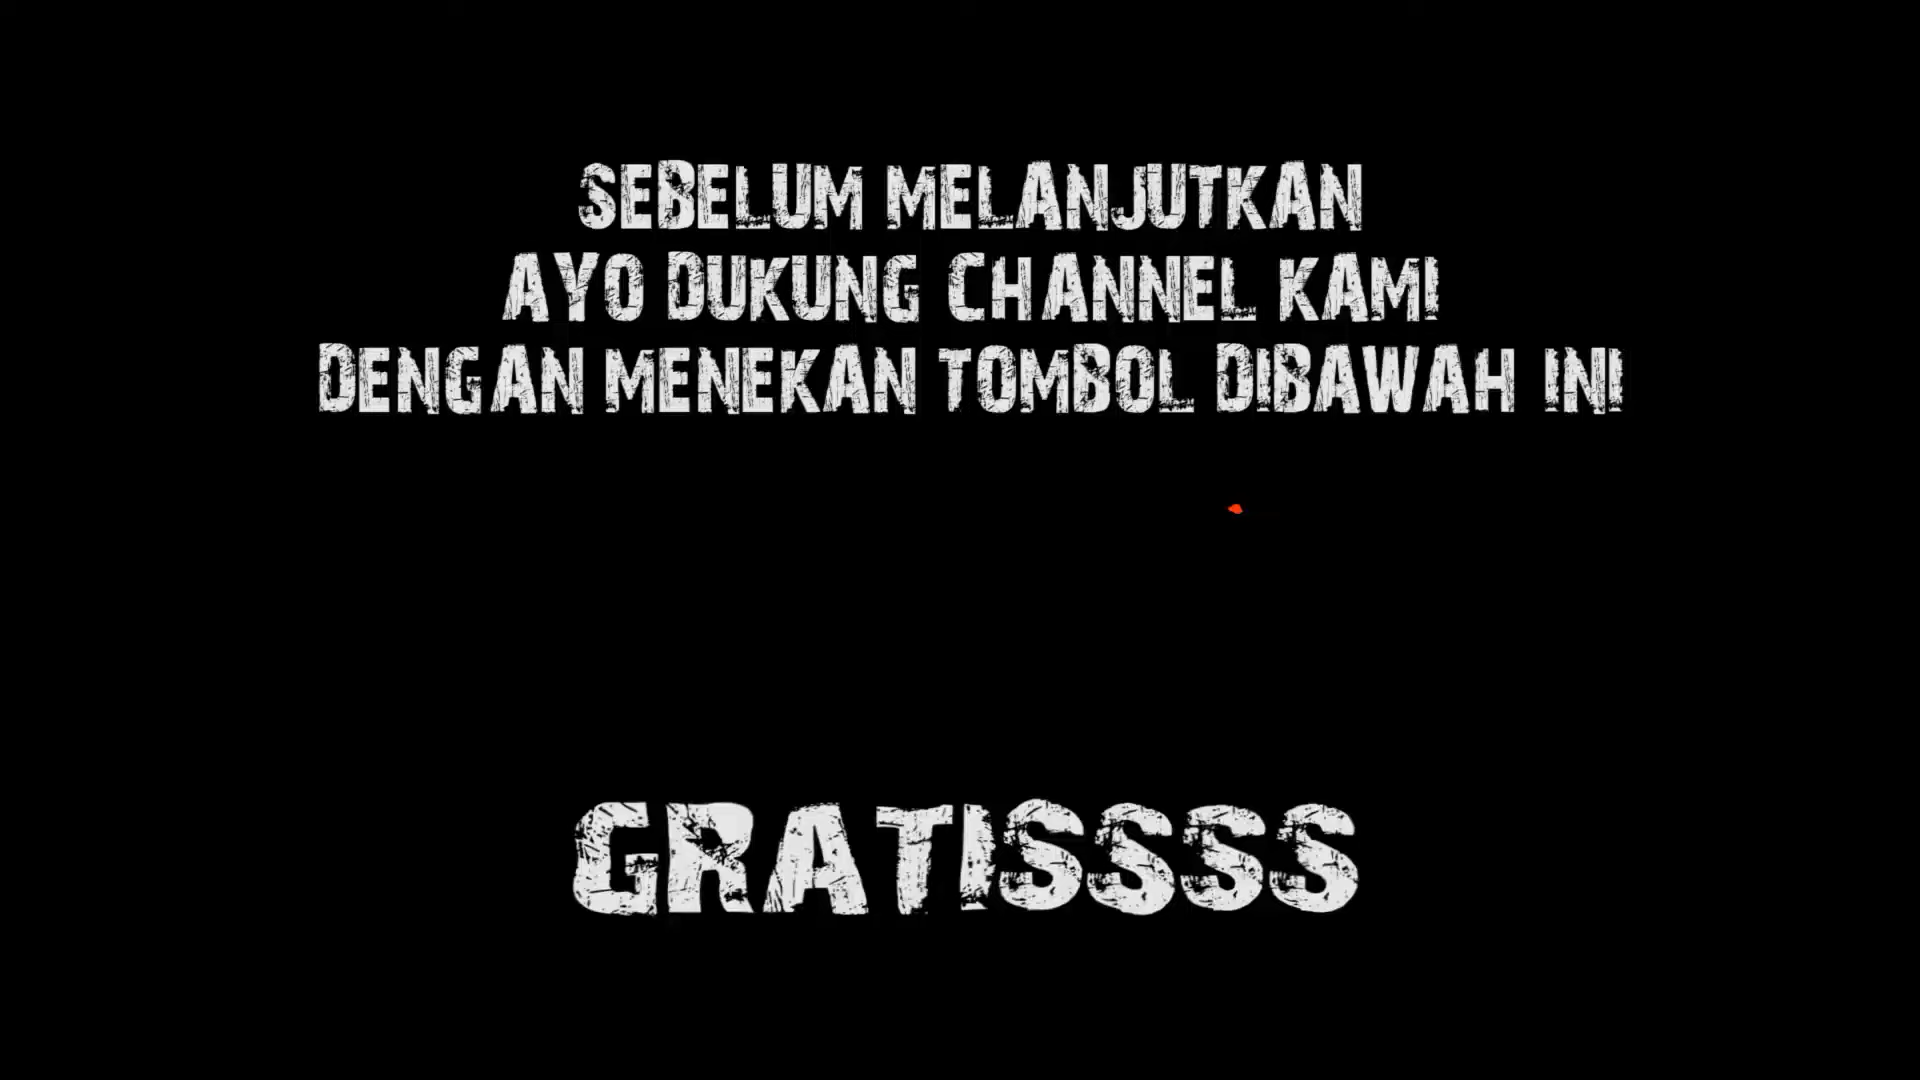 SEBELUM MELANJUTKAN
AYO DUKUNG CHANNEL KAMI
DENGAN MENEKAN TOMBOL DIBAWAH INI
GRATISSSS